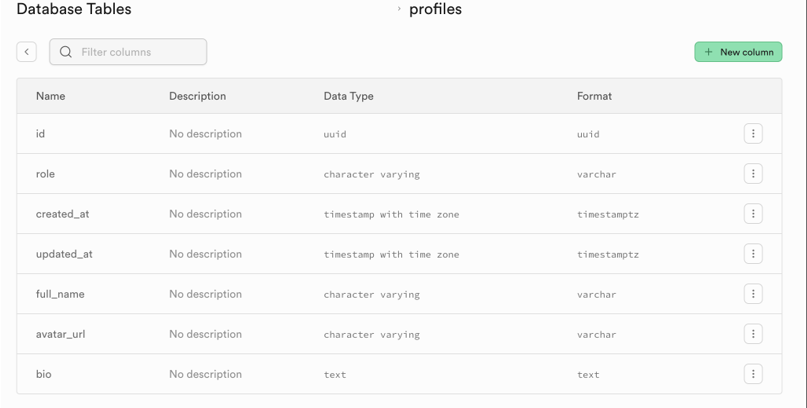 Database Tables › profiles
‹ Filter columns + New column
Name Description Data Type Format
id No description uuid uuid
role No description character varying varchar
created_at No description timestamp with time zone timestamptz
updated_at No description timestamp with time zone timestamptz
full_name No description character varying varchar
avatar_url No description character varying varchar
bio No description text text